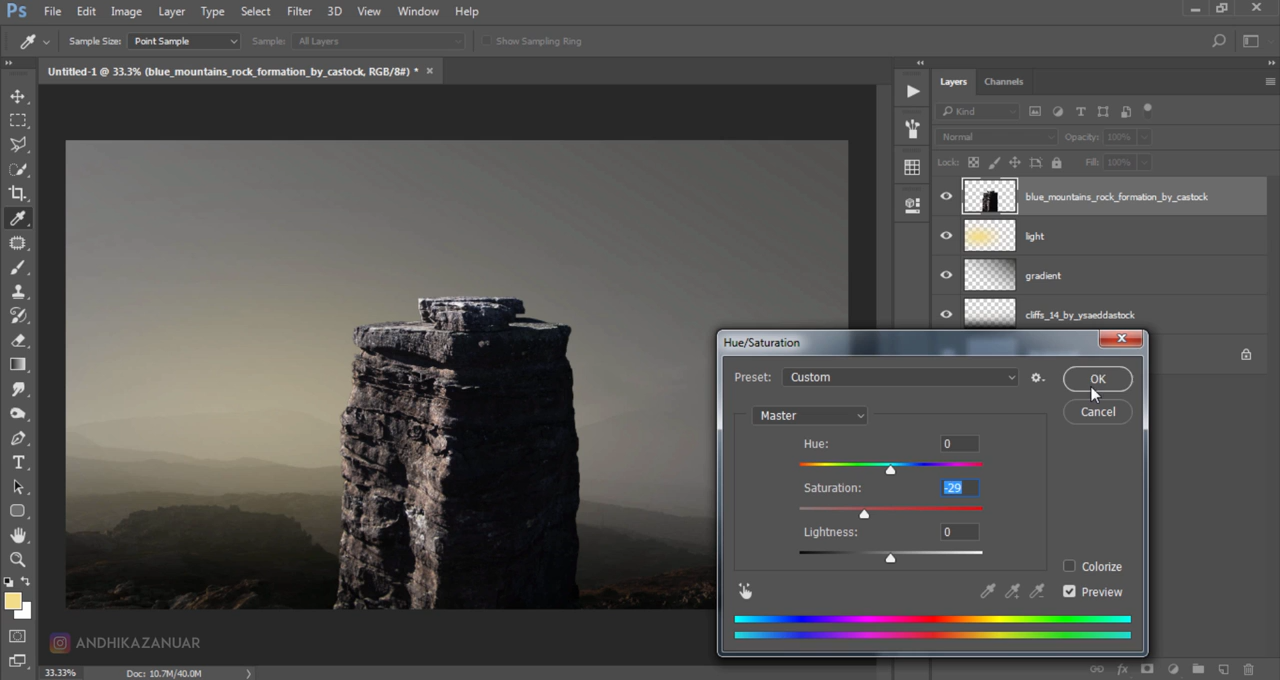 Ps File Edit Image Layer Type Select Filter 3D View Window Help
Sample Size: Point Sample Sample: All Layers Show Sampling Ring
Untitled-1 @ 33.3% (blue_mountains_rock_formation_by_castock, RGB/8#) *
Layers Channels
Kind
Normal Opacity: 100%
Lock: Fill: 100%
blue_mountains_rock_formation_by_castock
light
gradient
cliffs_14_by_ysaeddastock
Hue/Saturation
Preset: Custom
OK
Master
Cancel
Hue: 0
Saturation: -29
Lightness: 0
Colorize
Preview
ANDHIKAZANUAR
33.33% Doc: 10.7M/40.0M
fx